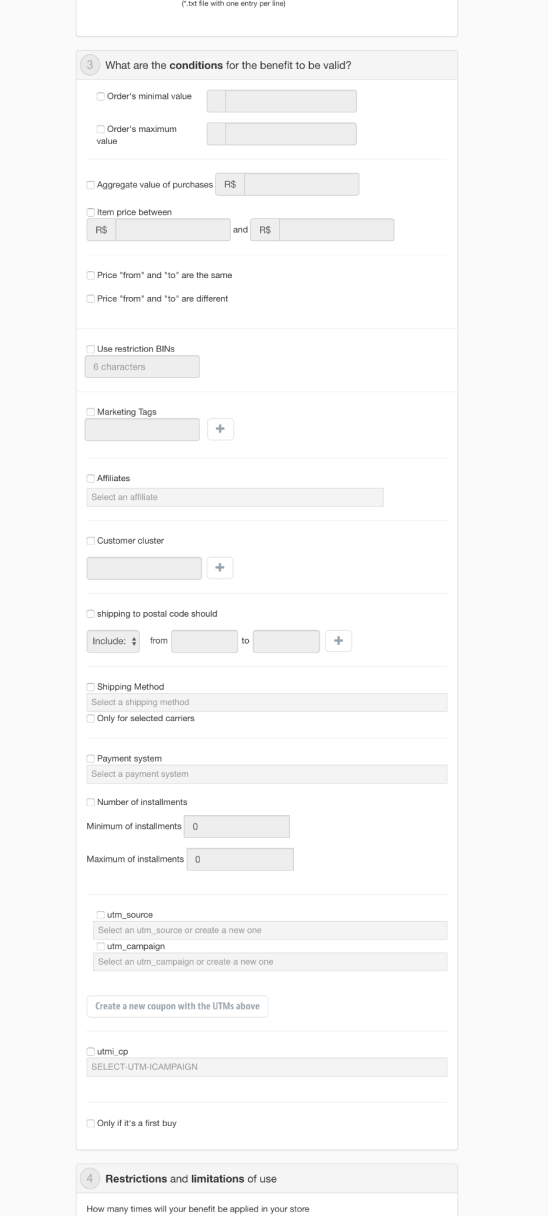 (*.txt file with one entry per line)
3 What are the conditions for the benefit to be valid?
Order's minimal value
Order's maximum
value
Aggregate value of purchases R$
Item price between
R$ and R$
Price "from" and "to" are the same
Price "from" and "to" are different
Use restriction BINs
6 characters
Marketing Tags
+
Affiliates
Select an affiliate
Customer cluster
+
shipping to postal code should
Include: from to +
Shipping Method
Select a shipping method
Only for selected carriers
Payment system
Select a payment system
Number of installments
Minimum of installments 0
Maximum of installments 0
utm_source
Select an utm_source or create a new one
utm_campaign
Select an utm_campaign or create a new one
Create a new coupon with the UTMs above
utmi_cp
SELECT-UTM-ICAMPAIGN
Only if it's a first buy
4 Restrictions and limitations of use
How many times will your benefit be applied in your store